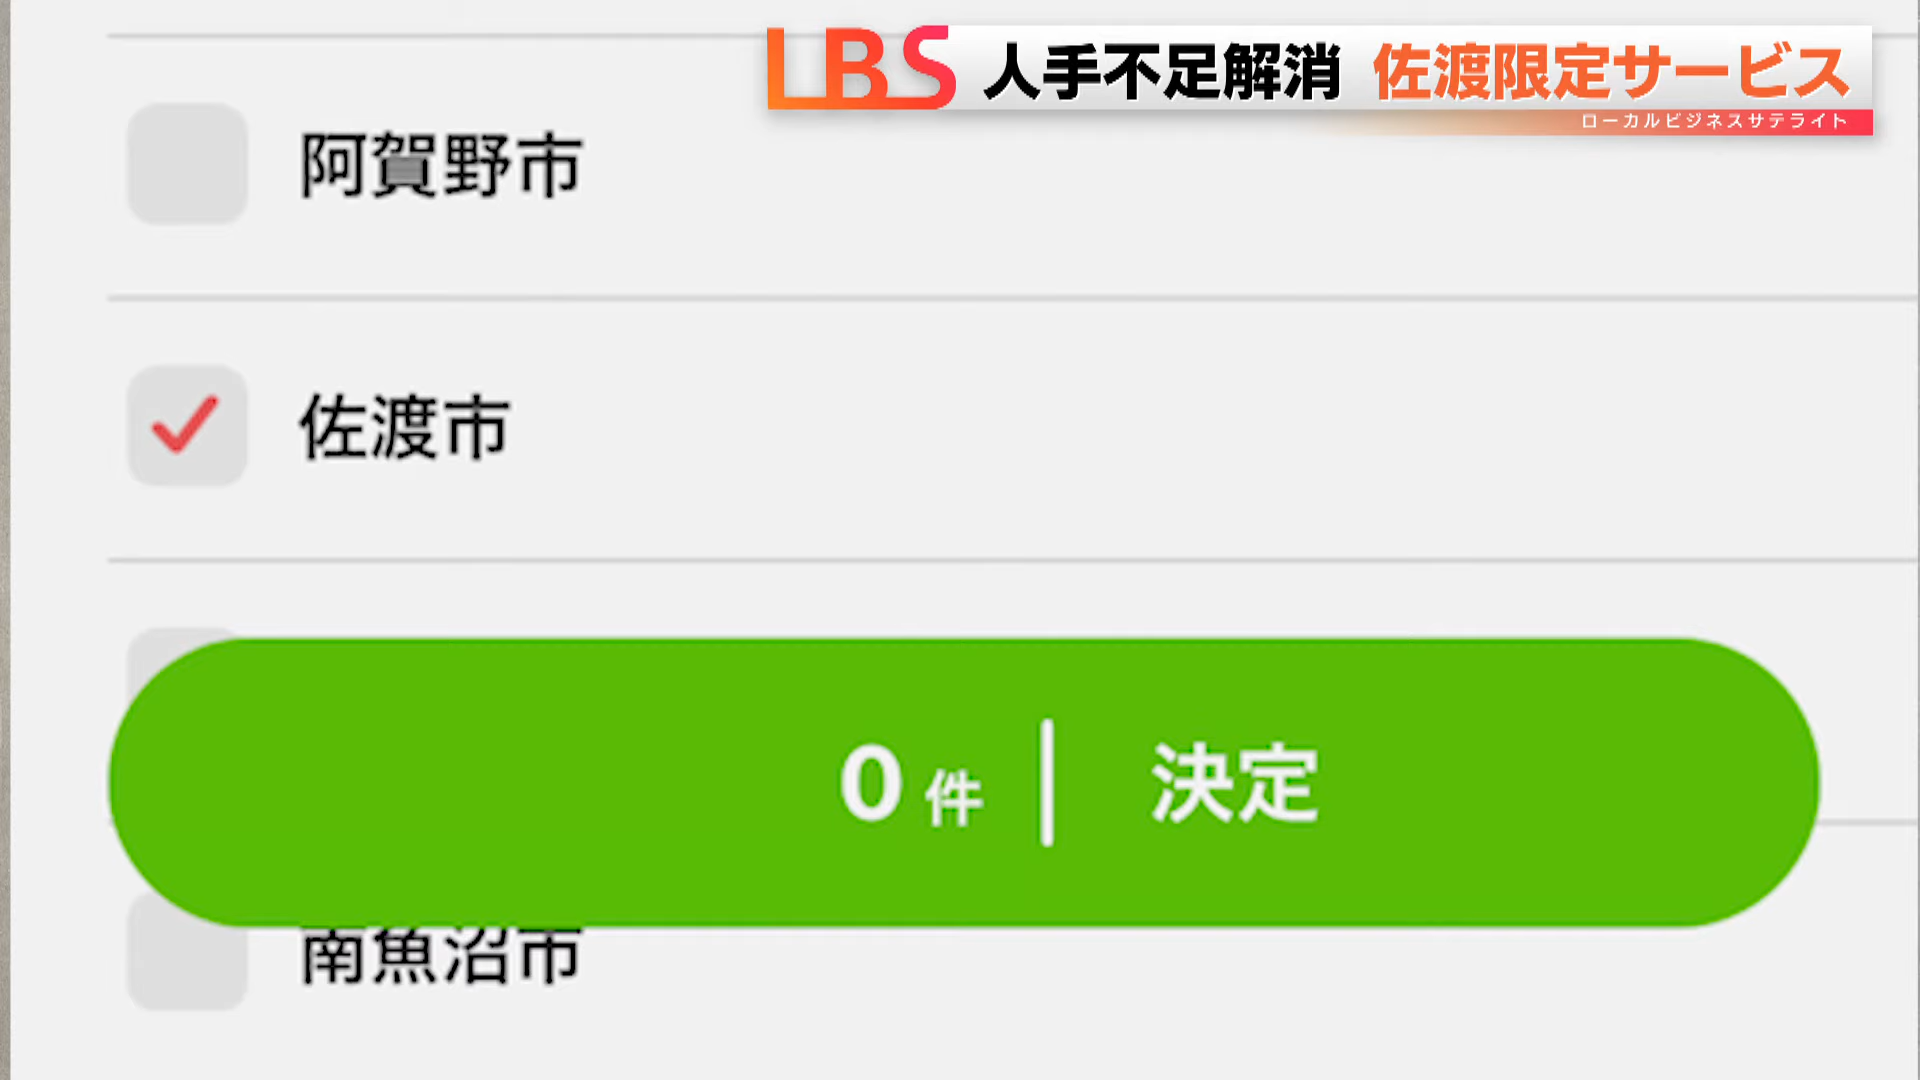 LBS 人手不足解消 佐渡限定サービス
ローカルビジネスサテライト
阿賀野市
佐渡市
0件 | 決定
南魚沼市